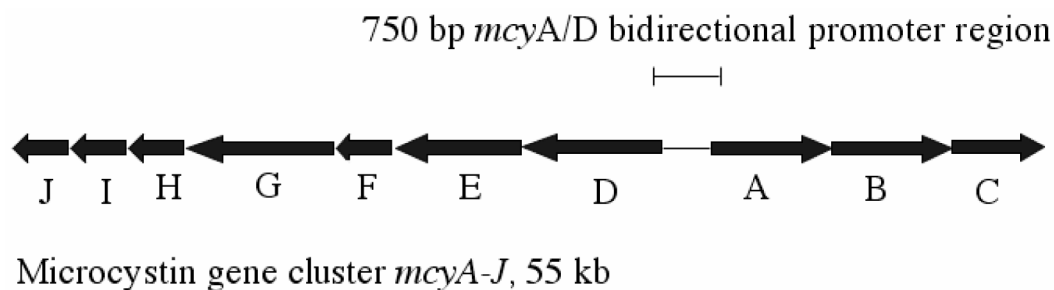 750 bp mcyA/D bidirectional promoter region
J I H G F E D A B C
Microcystin gene cluster mcyA-J, 55 kb